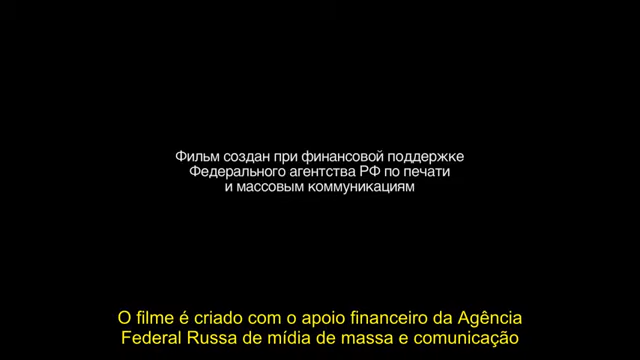 Фильм создан при финансовой поддержке
Федерального агентства РФ по печати
и массовым коммуникациям
O filme é criado com o apoio financeiro da Agência
Federal Russa de mídia de massa e comunicação